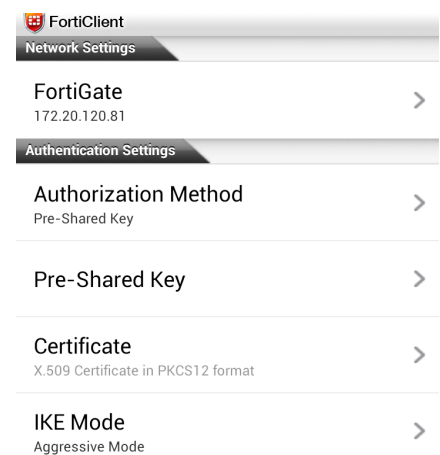 FortiClient
Network Settings
FortiGate
172.20.120.81
Authentication Settings
Authorization Method
Pre-Shared Key
Pre-Shared Key
Certificate
X.509 Certificate in PKCS12 format
IKE Mode
Aggressive Mode